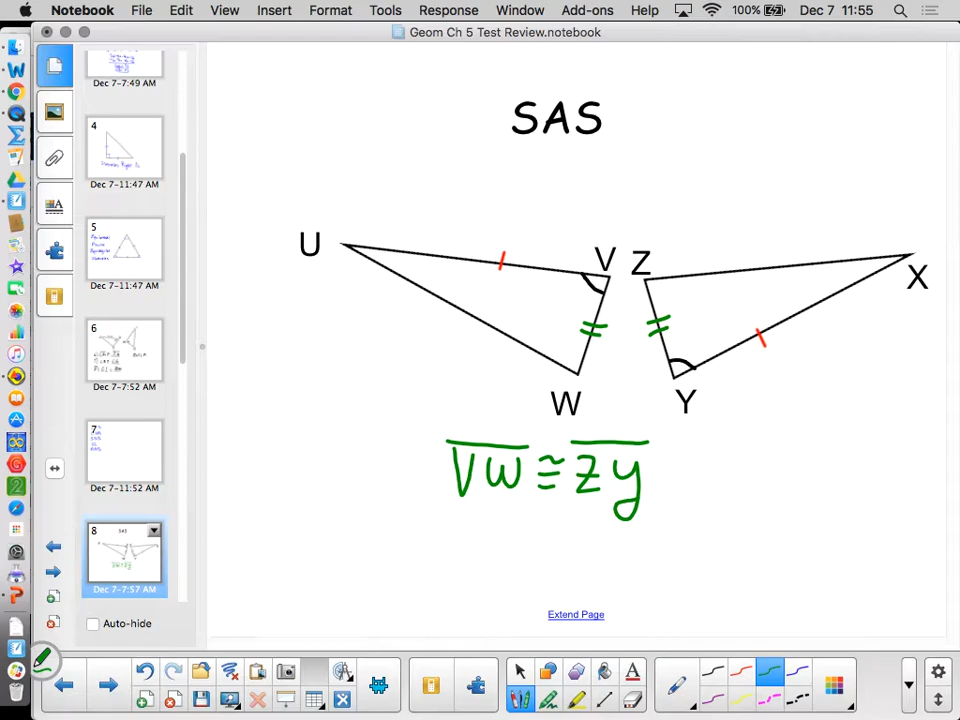 Notebook File Edit View Insert Format Tools Response Window Add-ons Help 100% Dec 7 11:55
Geom Ch 5 Test Review.notebook
Dec 7-7:49 AM
4
Dec 7-11:47 AM
5
Dec 7-11:47 AM
6
Dec 7-7:52 AM
7
Dec 7-11:52 AM
8
SAS
Dec 7-7:57 AM
Auto-hide
SAS
U V Z X
W Y
VW ≅ ZY
Extend Page